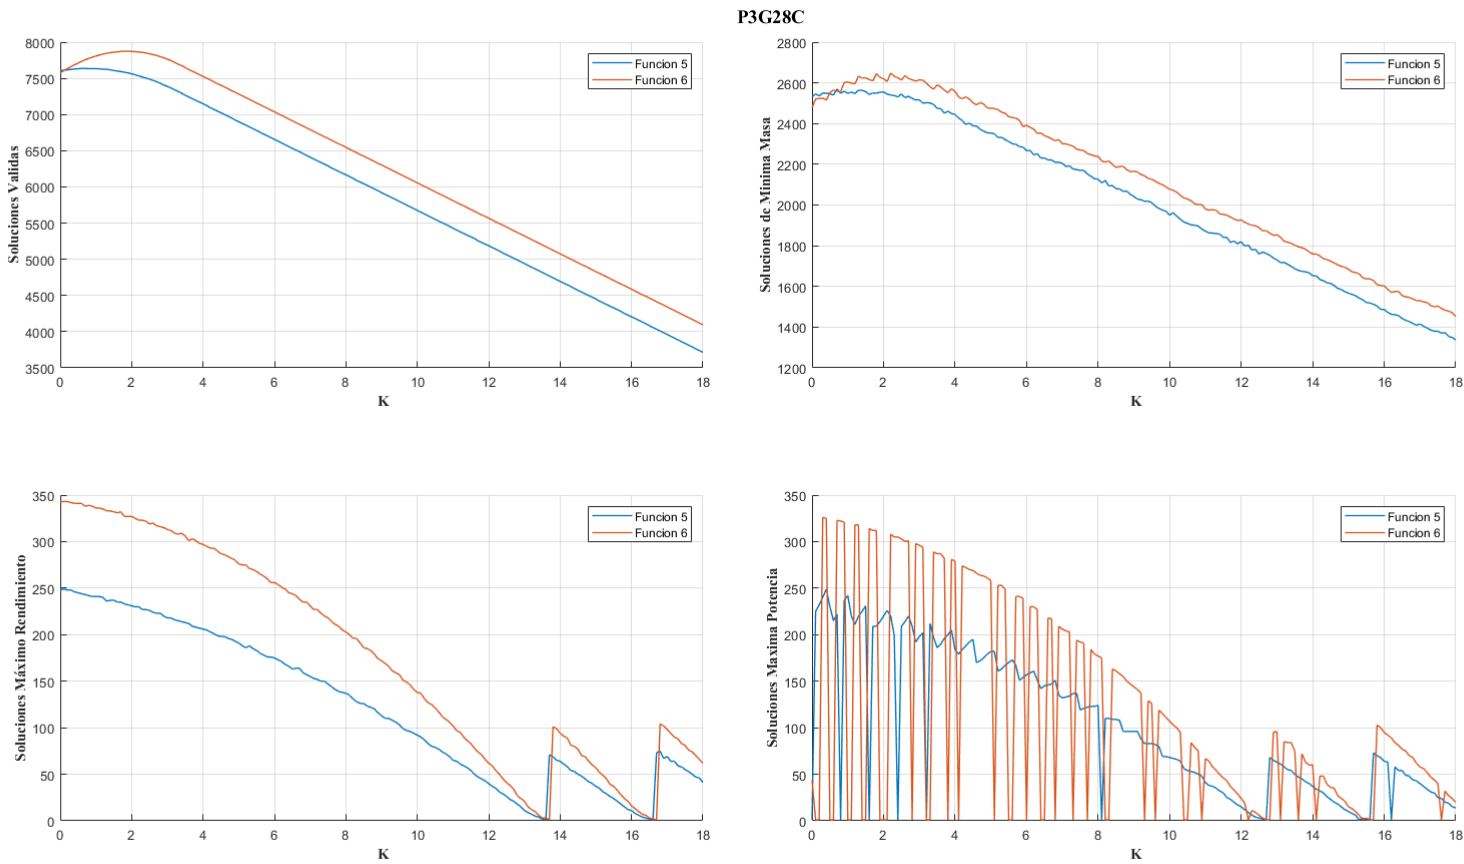 P3G28C
8000
7500
7000
6500
6000
5500
5000
4500
4000
3500
Soluciones Validas
Funcion 5
Funcion 6
0 2 4 6 8 10 12 14 16 18
K
2800
2600
2400
2200
2000
1800
1600
1400
1200
Soluciones de Minima Masa
Funcion 5
Funcion 6
0 2 4 6 8 10 12 14 16 18
K
350
300
250
200
150
100
50
0
Soluciones Máximo Rendimiento
Funcion 5
Funcion 6
0 2 4 6 8 10 12 14 16 18
K
350
300
250
200
150
100
50
0
Soluciones Maxima Potencia
Funcion 5
Funcion 6
0 2 4 6 8 10 12 14 16 18
K